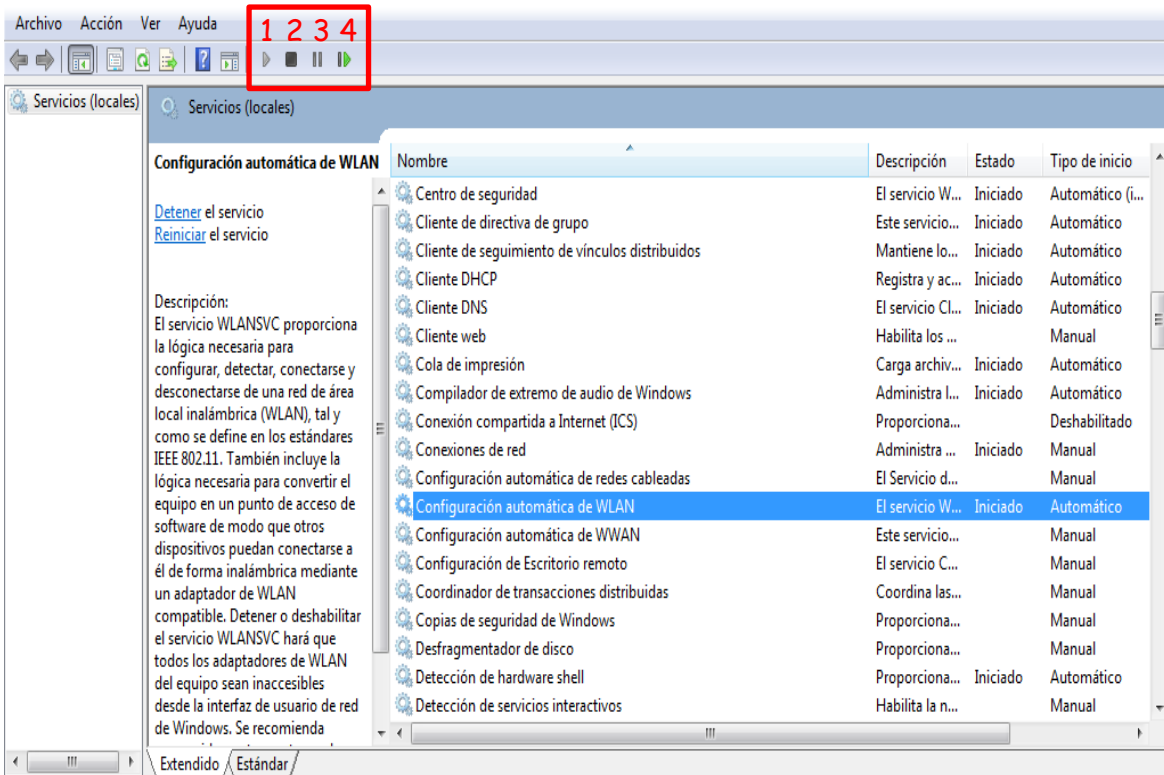 Archivo Acción Ver Ayuda
1 2 3 4
Servicios (locales)
Servicios (locales)
Configuración automática de WLAN
Detener el servicio
Reiniciar el servicio
Descripción:
El servicio WLANSVC proporciona
la lógica necesaria para
configurar, detectar, conectarse y
desconectarse de una red de área
local inalámbrica (WLAN), tal y
como se define en los estándares
IEEE 802.11. También incluye la
lógica necesaria para convertir el
equipo en un punto de acceso de
software de modo que otros
dispositivos puedan conectarse a
él de forma inalámbrica mediante
un adaptador de WLAN
compatible. Detener o deshabilitar
el servicio WLANSVC hará que
todos los adaptadores de WLAN
del equipo sean inaccesibles
desde la interfaz de usuario de red
de Windows. Se recomienda
Nombre Descripción Estado Tipo de inicio
Centro de seguridad El servicio W... Iniciado Automático (i...
Cliente de directiva de grupo Este servicio... Iniciado Automático
Cliente de seguimiento de vínculos distribuidos Mantiene lo... Iniciado Automático
Cliente DHCP Registra y ac... Iniciado Automático
Cliente DNS El servicio Cl... Iniciado Automático
Cliente web Habilita los ... Manual
Cola de impresión Carga archiv... Iniciado Automático
Compilador de extremo de audio de Windows Administra l... Iniciado Automático
Conexión compartida a Internet (ICS) Proporciona... Deshabilitado
Conexiones de red Administra ... Iniciado Manual
Configuración automática de redes cableadas El Servicio d... Manual
Configuración automática de WLAN El servicio W... Iniciado Automático
Configuración automática de WWAN Este servicio... Manual
Configuración de Escritorio remoto El servicio C... Manual
Coordinador de transacciones distribuidas Coordina las... Manual
Copias de seguridad de Windows Proporciona... Manual
Desfragmentador de disco Proporciona... Manual
Detección de hardware shell Proporciona... Iniciado Automático
Detección de servicios interactivos Habilita la n... Manual
Extendido Estándar